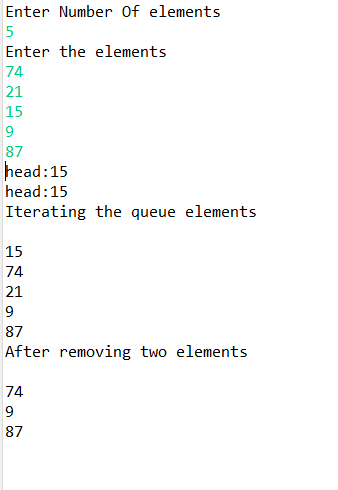 Enter Number Of elements
5
Enter the elements
74
21
15
9
87
head:15
head:15
Iterating the queue elements
15
74
21
9
87
After removing two elements
74
9
87